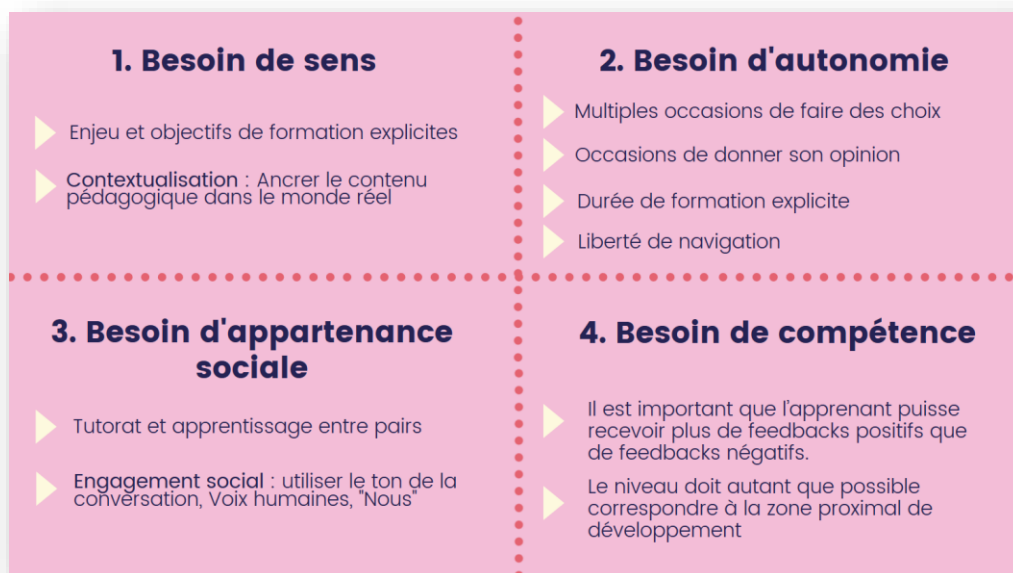 1. Besoin de sens
Enjeu et objectifs de formation explicites
Contextualisation : Ancrer le contenu
pédagogique dans le monde réel
2. Besoin d'autonomie
Multiples occasions de faire des choix
Occasions de donner son opinion
Durée de formation explicite
Liberté de navigation
3. Besoin d'appartenance
sociale
Tutorat et apprentissage entre pairs
Engagement social : utiliser le ton de la
conversation, Voix humaines, "Nous"
4. Besoin de compétence
Il est important que l'apprenant puisse
recevoir plus de feedbacks positifs que
de feedbacks négatifs.
Le niveau doit autant que possible
correspondre à la zone proximal de
développement